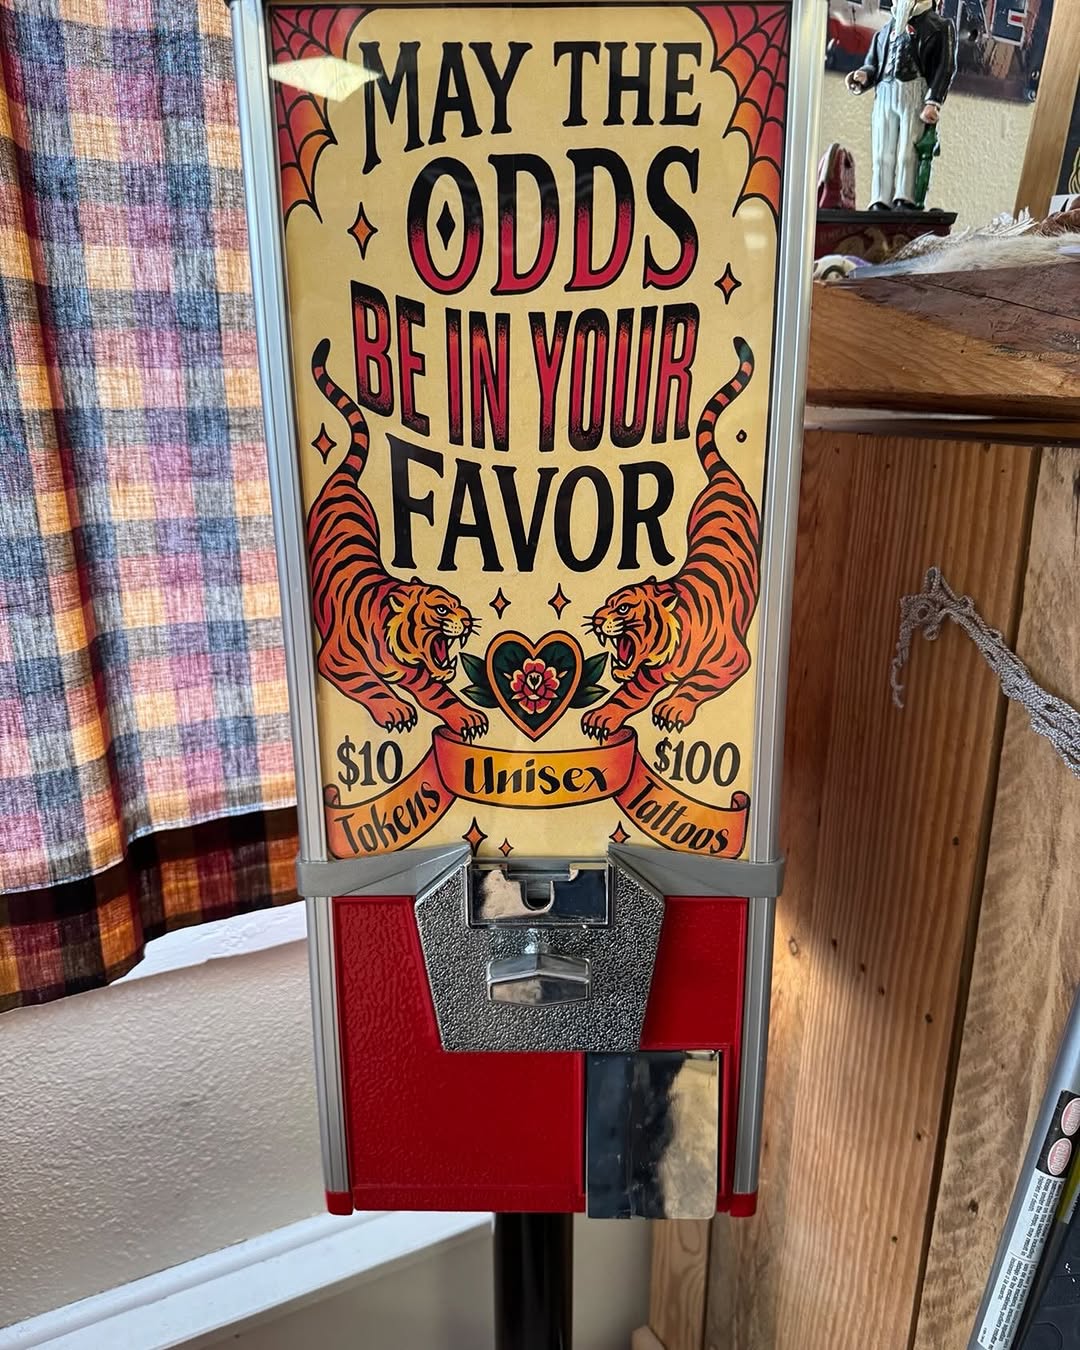 MAY THE
ODDS
BE IN YOUR
FAVOR
$10
$100
Tokens
Unisex
Tattoos